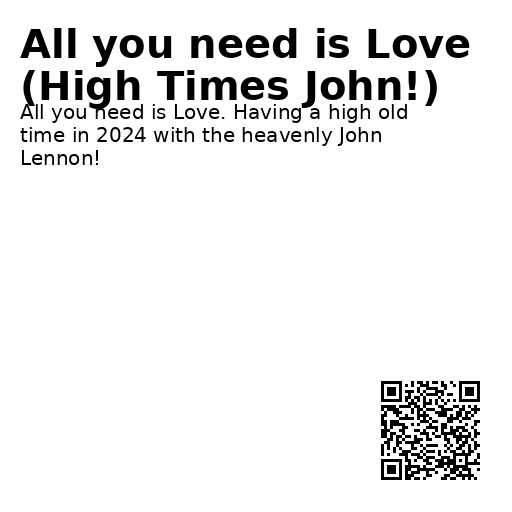 All you need is Love
(High Times John!)
All you need is Love. Having a high old
time in 2024 with the heavenly John
Lennon!